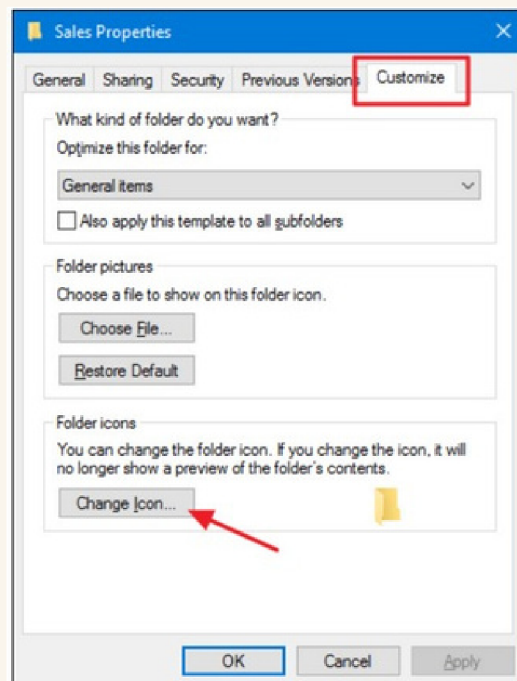 Sales Properties
General Sharing Security Previous Versions Customize
What kind of folder do you want?
Optimize this folder for:
General items
Also apply this template to all subfolders
Folder pictures
Choose a file to show on this folder icon.
Choose File...
Restore Default
Folder icons
You can change the folder icon. If you change the icon, it will
no longer show a preview of the folder's contents.
Change Icon...
OK Cancel Apply